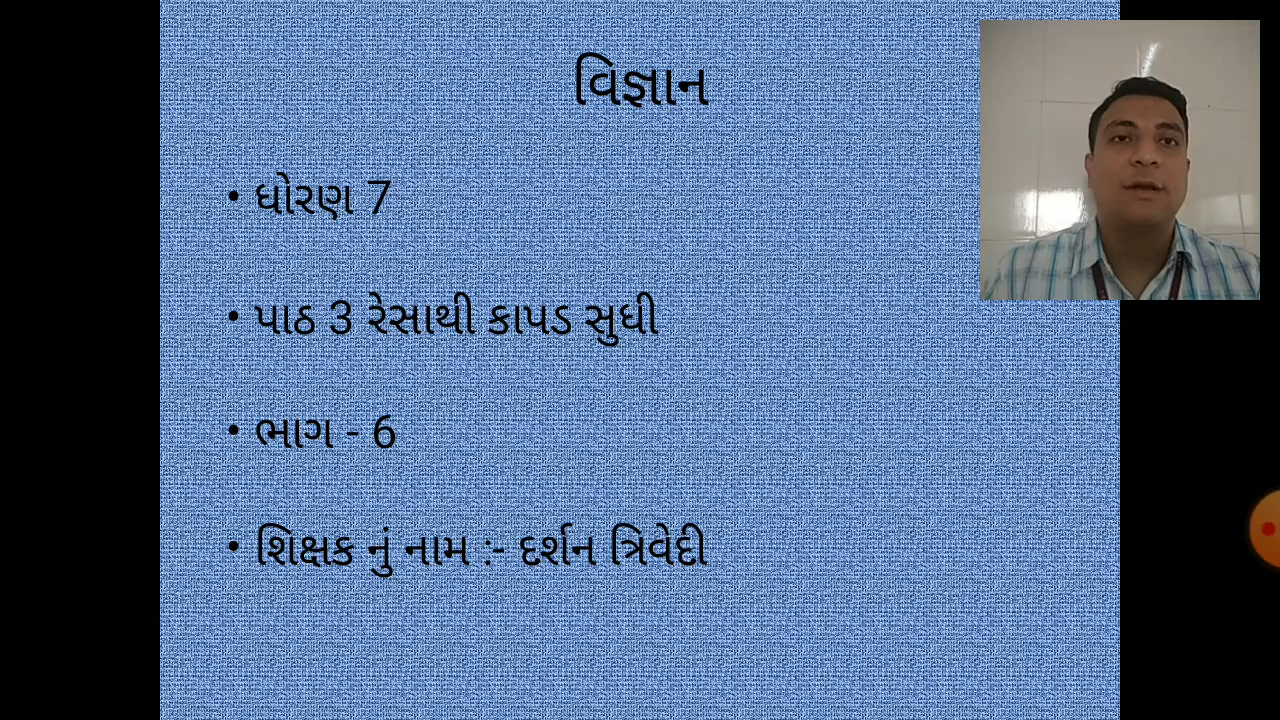 વિજ્ઞાન
• ધોરણ 7
• પાઠ 3 રેસાથી કાપડ સુધી
• ભાગ - 6
• શિક્ષક નું નામ :- દર્શન ત્રિવેદી